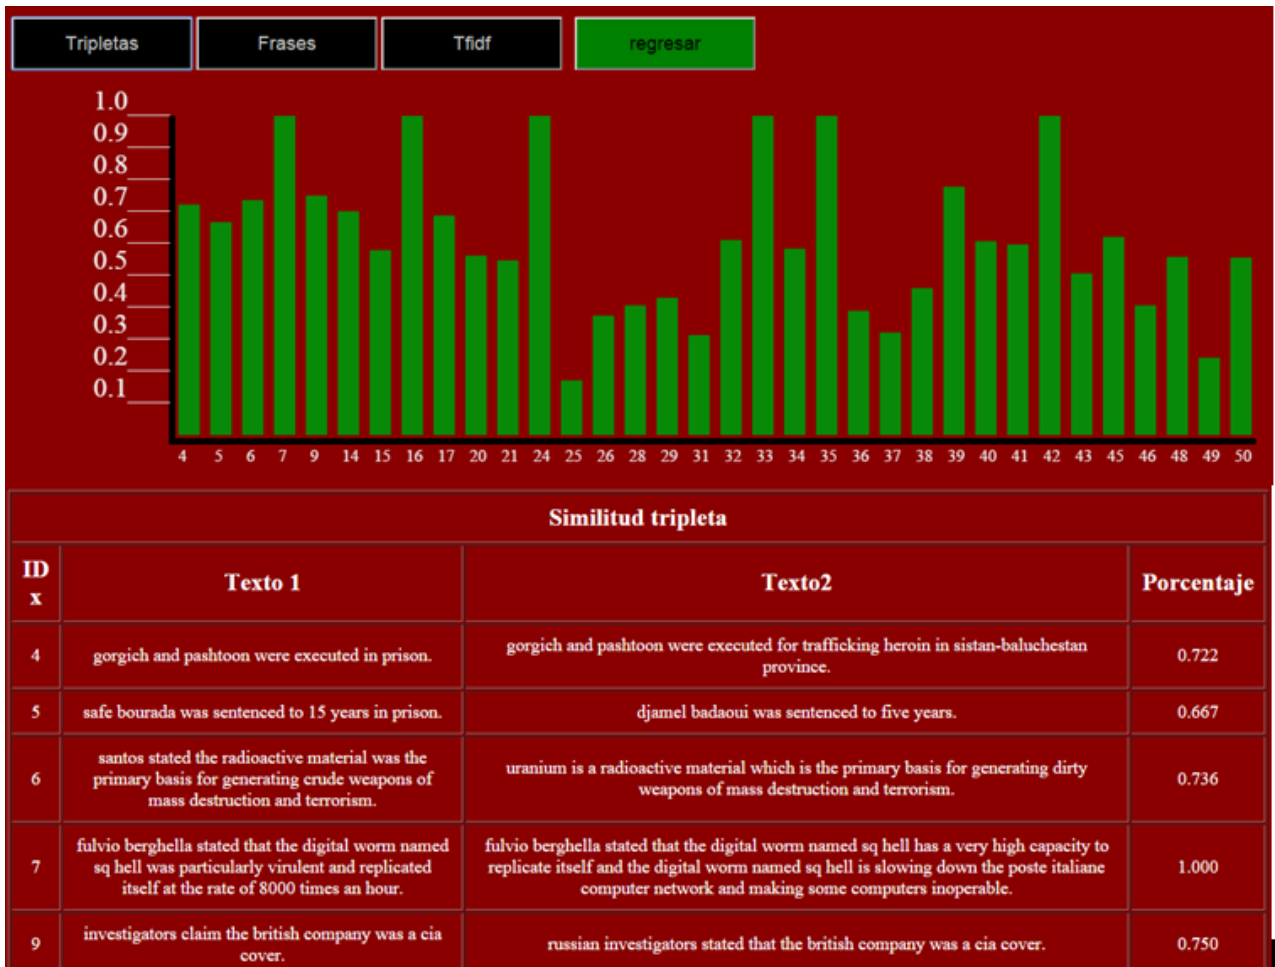 Tripletas Frases Tfidf regresar
1.0
0.9
0.8
0.7
0.6
0.5
0.4
0.3
0.2
0.1
4 5 6 7 9 14 15 16 17 20 21 24 25 26 28 29 31 32 33 34 35 36 37 38 39 40 41 42 43 45 46 48 49 50
Similitud tripleta
ID
x
Texto 1
Texto2
Porcentaje
4
gorgich and pashtoon were executed in prison.
gorgich and pashtoon were executed for trafficking heroin in sistan-baluchestan
province.
0.722
5
safe bourada was sentenced to 15 years in prison.
djamel badaoui was sentenced to five years.
0.667
6
santos stated the radioactive material was the
primary basis for generating crude weapons of
mass destruction and terrorism.
uranium is a radioactive material which is the primary basis for generating dirty
weapons of mass destruction and terrorism.
0.736
7
fulvio berghella stated that the digital worm named
sq hell was particularly virulent and replicated
itself at the rate of 8000 times an hour.
fulvio berghella stated that the digital worm named sq hell has a very high capacity to
replicate itself and the digital worm named sq hell is slowing down the poste italiane
computer network and making some computers inoperable.
1.000
9
investigators claim the british company was a cia
cover.
russian investigators stated that the british company was a cia cover.
0.750